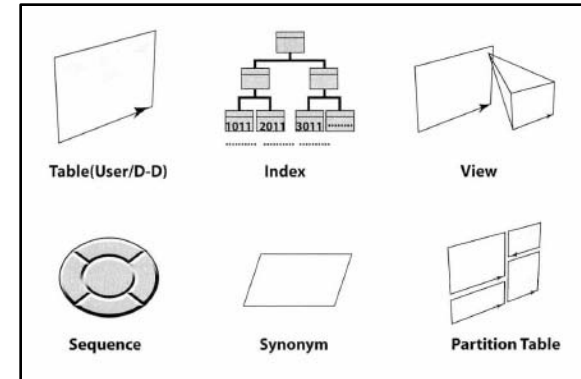 1011 2011 3011 ........
........ ........ ........
Table(User/D-D) Index View
Sequence Synonym Partition Table